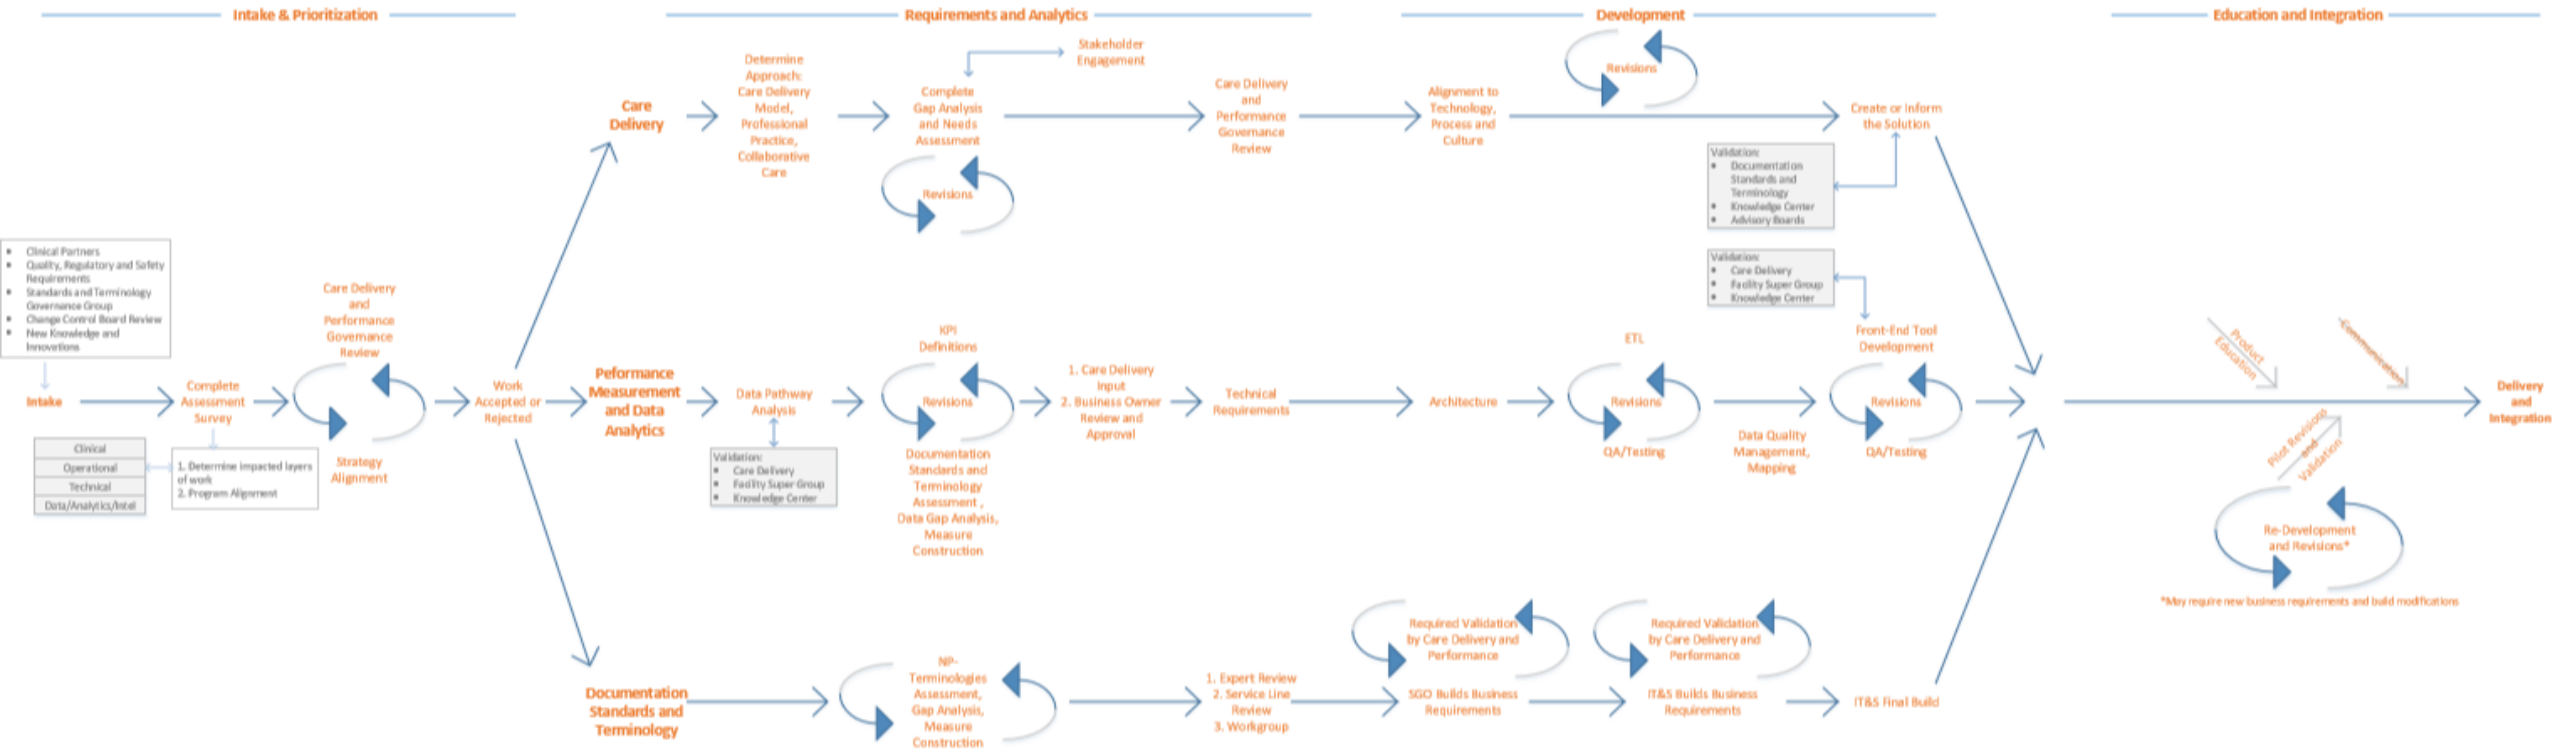 Intake & Prioritization
Requirements and Analytics
Development
Education and Integration
Clinical Partners
Quality, Regulatory and Safety
Requirements
Standards and Terminology
Governance Group
Change Control Board Review
New Knowledge and
Innovations
Intake
Clinical
Operational
Technical
Data/Analytics/Intel
Complete
Assessment
Survey
1. Determine impacted layers
of work
2. Program Alignment
Care Delivery
and
Performance
Governance
Review
Strategy
Alignment
Work
Accepted or
Rejected
Care
Delivery
Determine
Approach:
Care Delivery
Model,
Professional
Practice,
Collaborative
Care
Complete
Gap Analysis
and Needs
Assessment
Revisions
Stakeholder
Engagement
Care Delivery
and
Performance
Governance
Review
Alignment to
Technology,
Process and
Culture
Revisions
Create or Inform
the Solution
Validation:
Documentation
Standards and
Terminology
Knowledge Center
Advisory Boards
Peformance
Measurement
and Data
Analytics
Data Pathway
Analysis
Validation:
Care Delivery
Facility Super Group
Knowledge Center
KPI
Definitions
Revisions
Documentation
Standards and
Terminology
Assessment ,
Data Gap Analysis,
Measure
Construction
1. Care Delivery
Input
2. Business Owner
Review and
Approval
Technical
Requirements
Architecture
ETL
Revisions
QA/Testing
Data Quality
Management,
Mapping
Validation:
Care Delivery
Facility Super Group
Knowledge Center
Front-End Tool
Development
Revisions
QA/Testing
Documentation
Standards and
Terminology
NP-
Terminologies
Assessment,
Gap Analysis,
Measure
Construction
1. Expert Review
2. Service Line
Review
3. Workgroup
Required Validation
by Care Delivery and
Performance
SGO Builds Business
Requirements
Required Validation
by Care Delivery and
Performance
IT&S Builds Business
Requirements
IT&S Final Build
Product
Education
Communication
Pilot Revisions
and
Validation
Re-Development
and Revisions*
*May require new business requirements and build modifications
Delivery
and
Integration